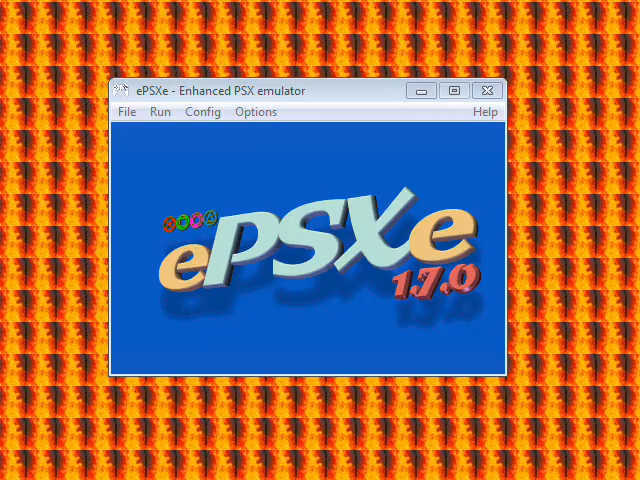 ePSXe - Enhanced PSX emulator
File Run Config Options Help
ePSXe
1.7.0